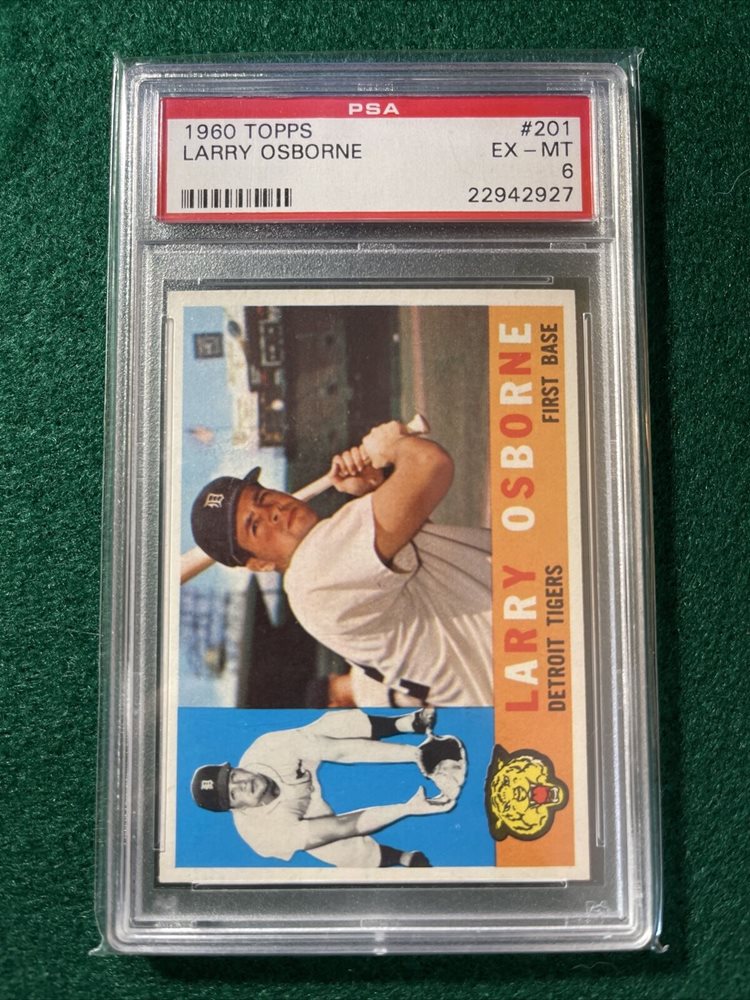 PSA
1960 TOPPS #201
LARRY OSBORNE EX - MT
6
22942927
LARRY OSBORNE
DETROIT TIGERS FIRST BASE
D
D